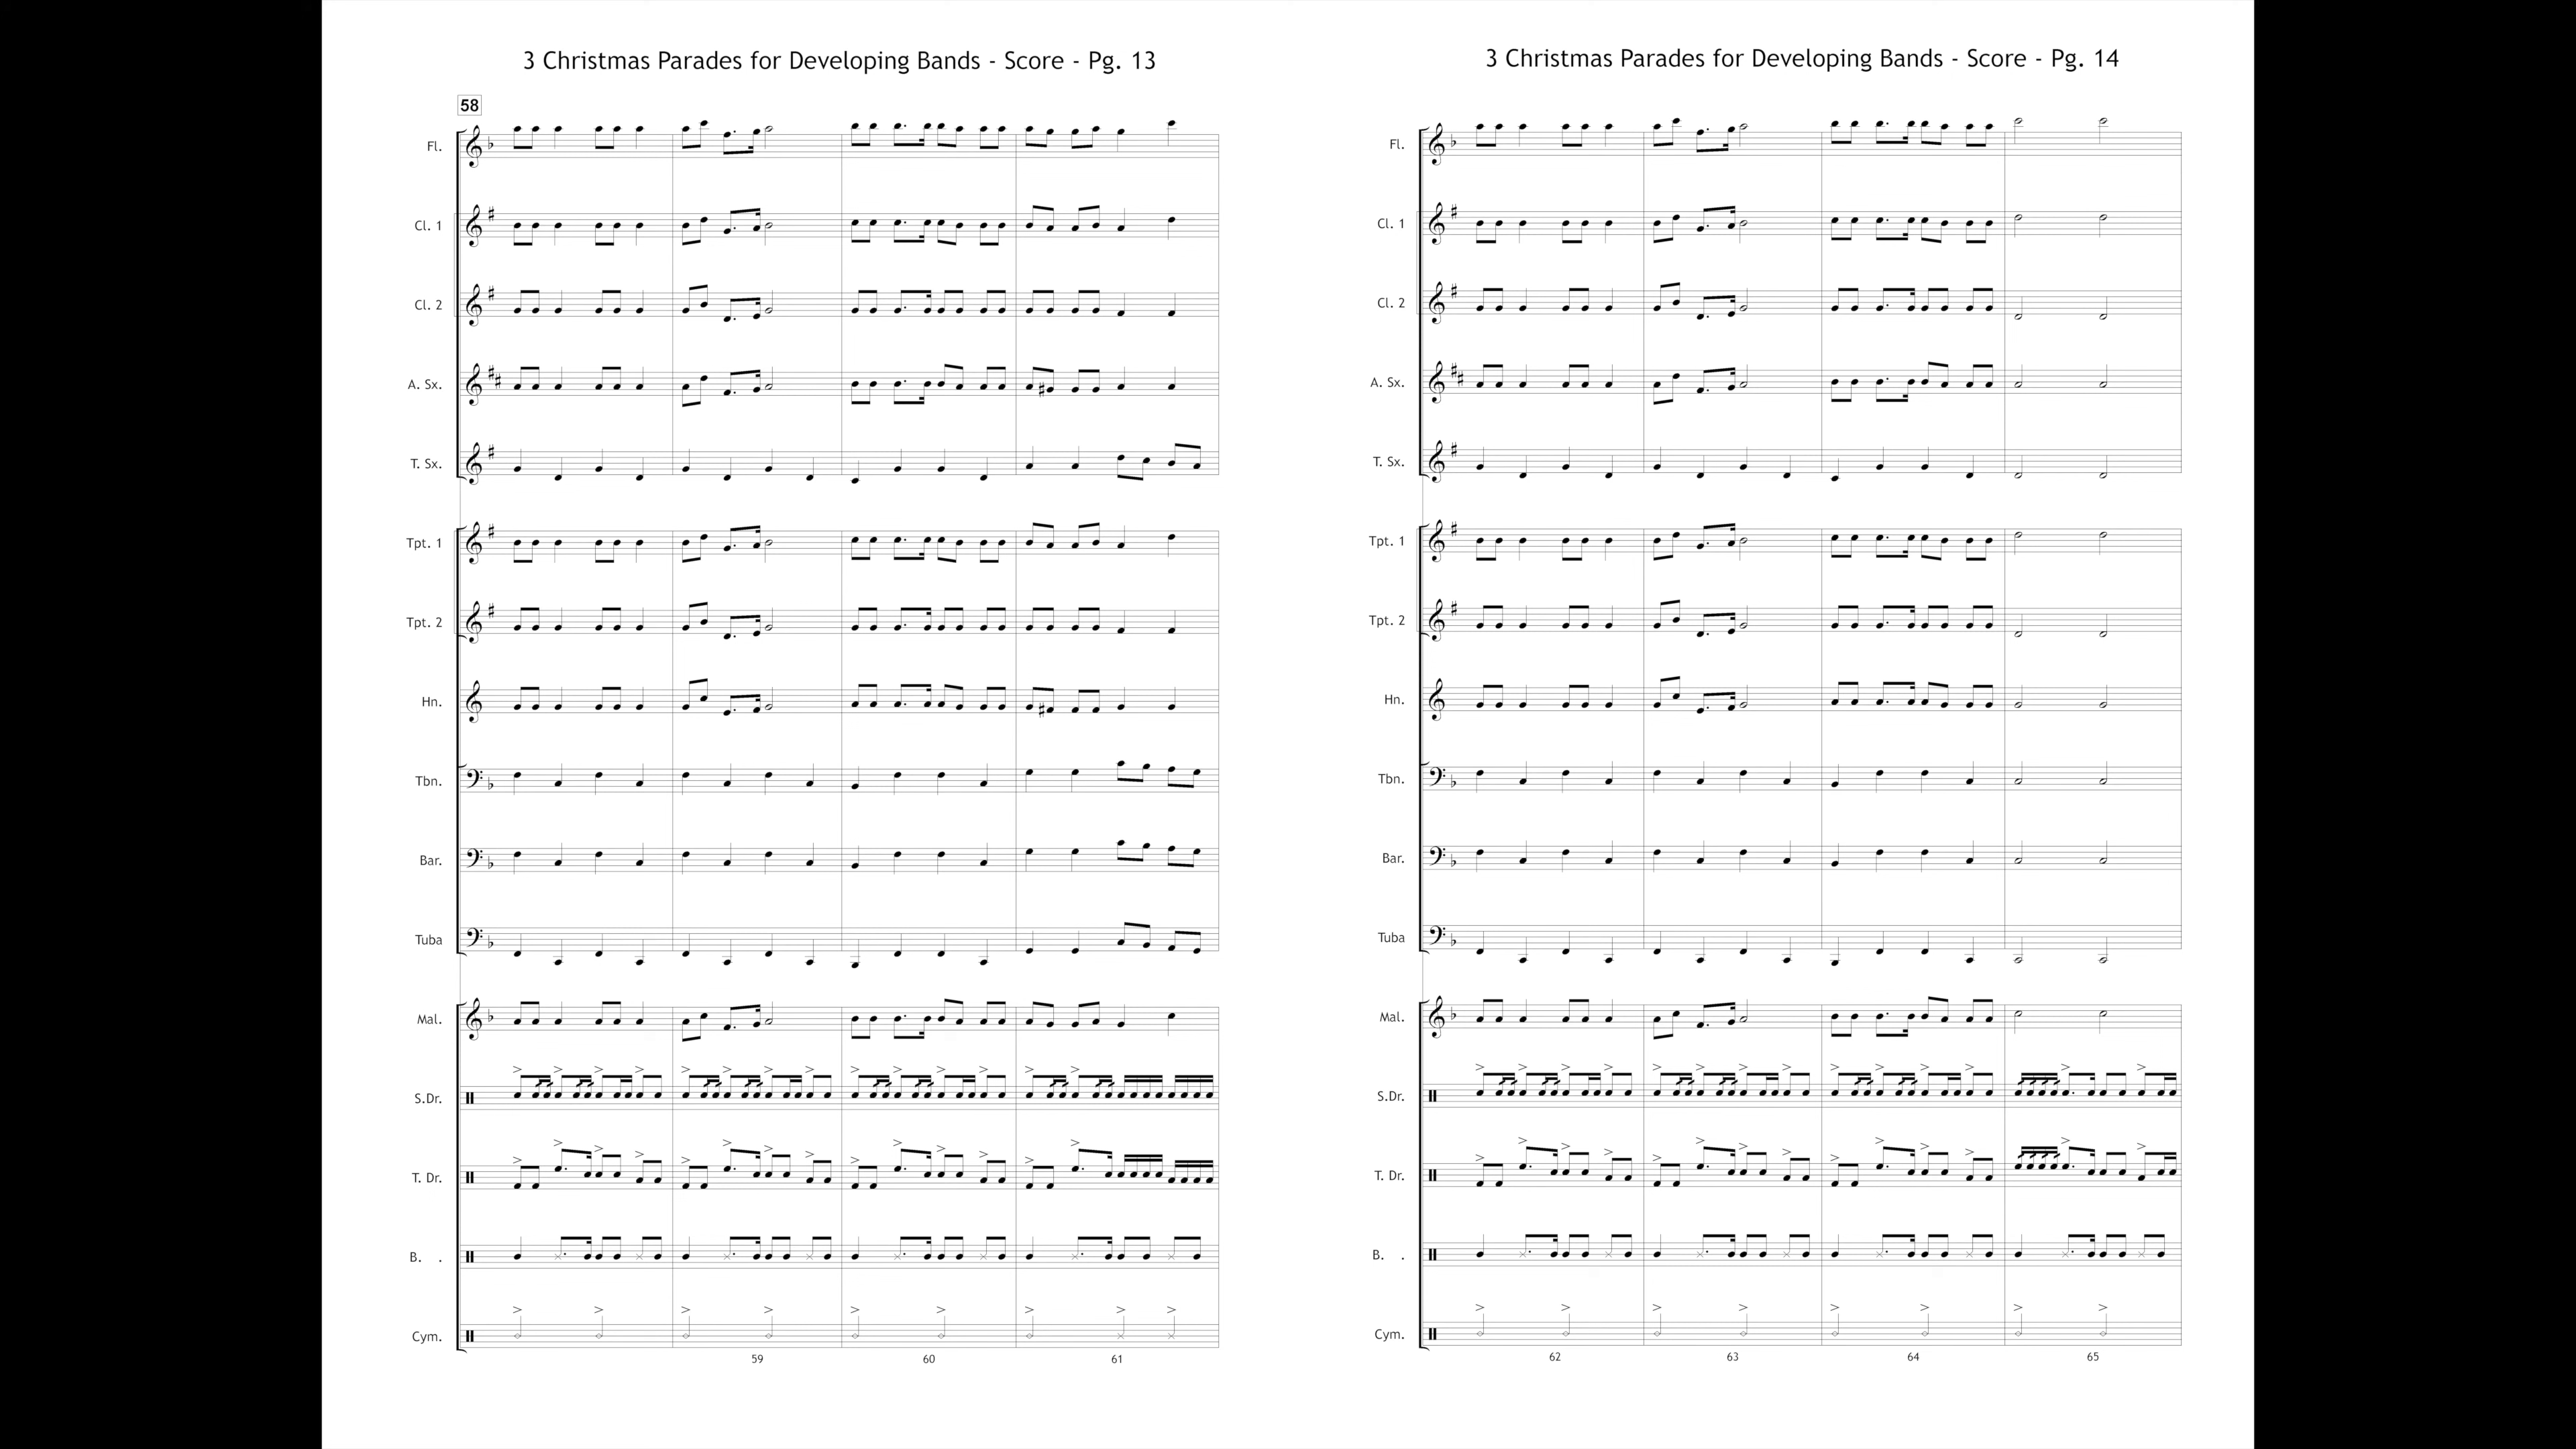 3 Christmas Parades for Developing Bands - Score - Pg. 13
58
Fl.
Cl. 1
Cl. 2
A. Sx.
T. Sx.
Tpt. 1
Tpt. 2
Hn.
Tbn.
Bar.
Tuba
Mal.
S.Dr.
T. Dr.
B. .
Cym.
59 60 61
3 Christmas Parades for Developing Bands - Score - Pg. 14
Fl.
Cl. 1
Cl. 2
A. Sx.
T. Sx.
Tpt. 1
Tpt. 2
Hn.
Tbn.
Bar.
Tuba
Mal.
S.Dr.
T. Dr.
B. .
Cym.
62 63 64 65